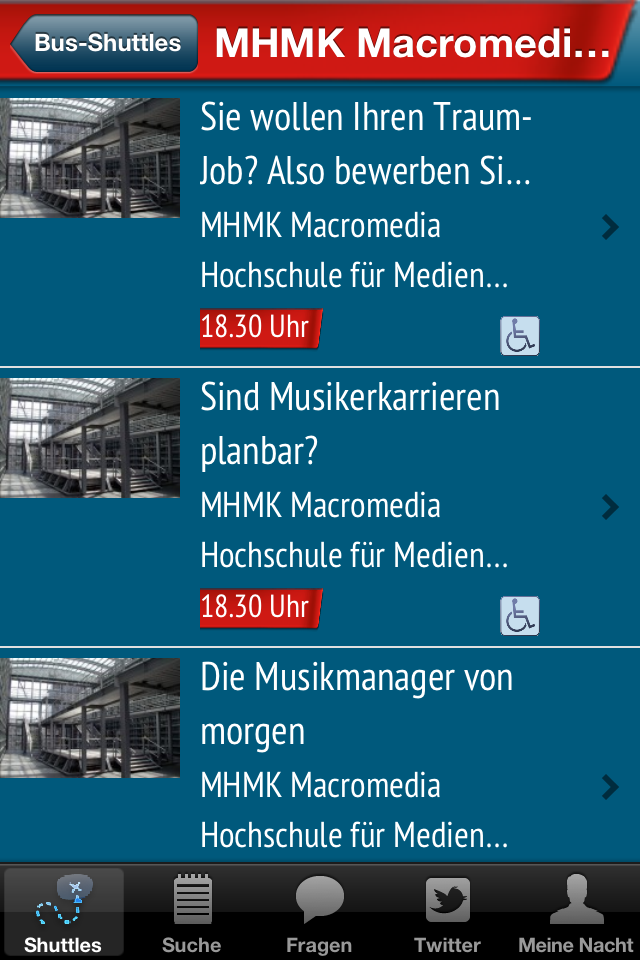 Bus-Shuttles
MHMK Macromedi...
Sie wollen Ihren Traum-
Job? Also bewerben Si...
MHMK Macromedia
Hochschule für Medien...
18.30 Uhr
Sind Musikerkarrieren
planbar?
MHMK Macromedia
Hochschule für Medien...
18.30 Uhr
Die Musikmanager von
morgen
MHMK Macromedia
Hochschule für Medien...
Shuttles
Suche
Fragen
Twitter
Meine Nacht